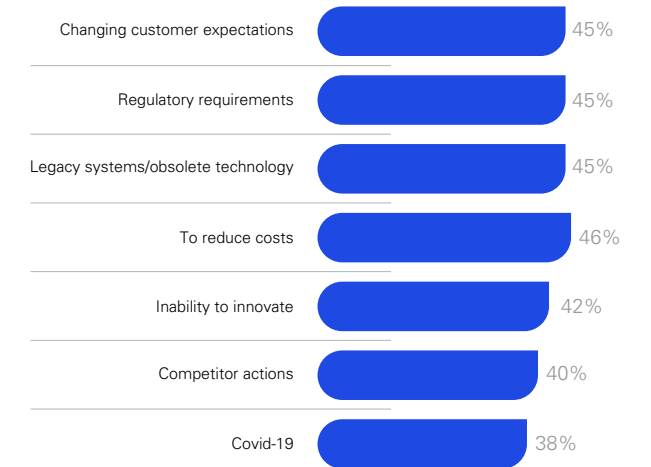 Changing customer expectations 45%
Regulatory requirements 45%
Legacy systems/obsolete technology 45%
To reduce costs 46%
Inability to innovate 42%
Competitor actions 40%
Covid-19 38%